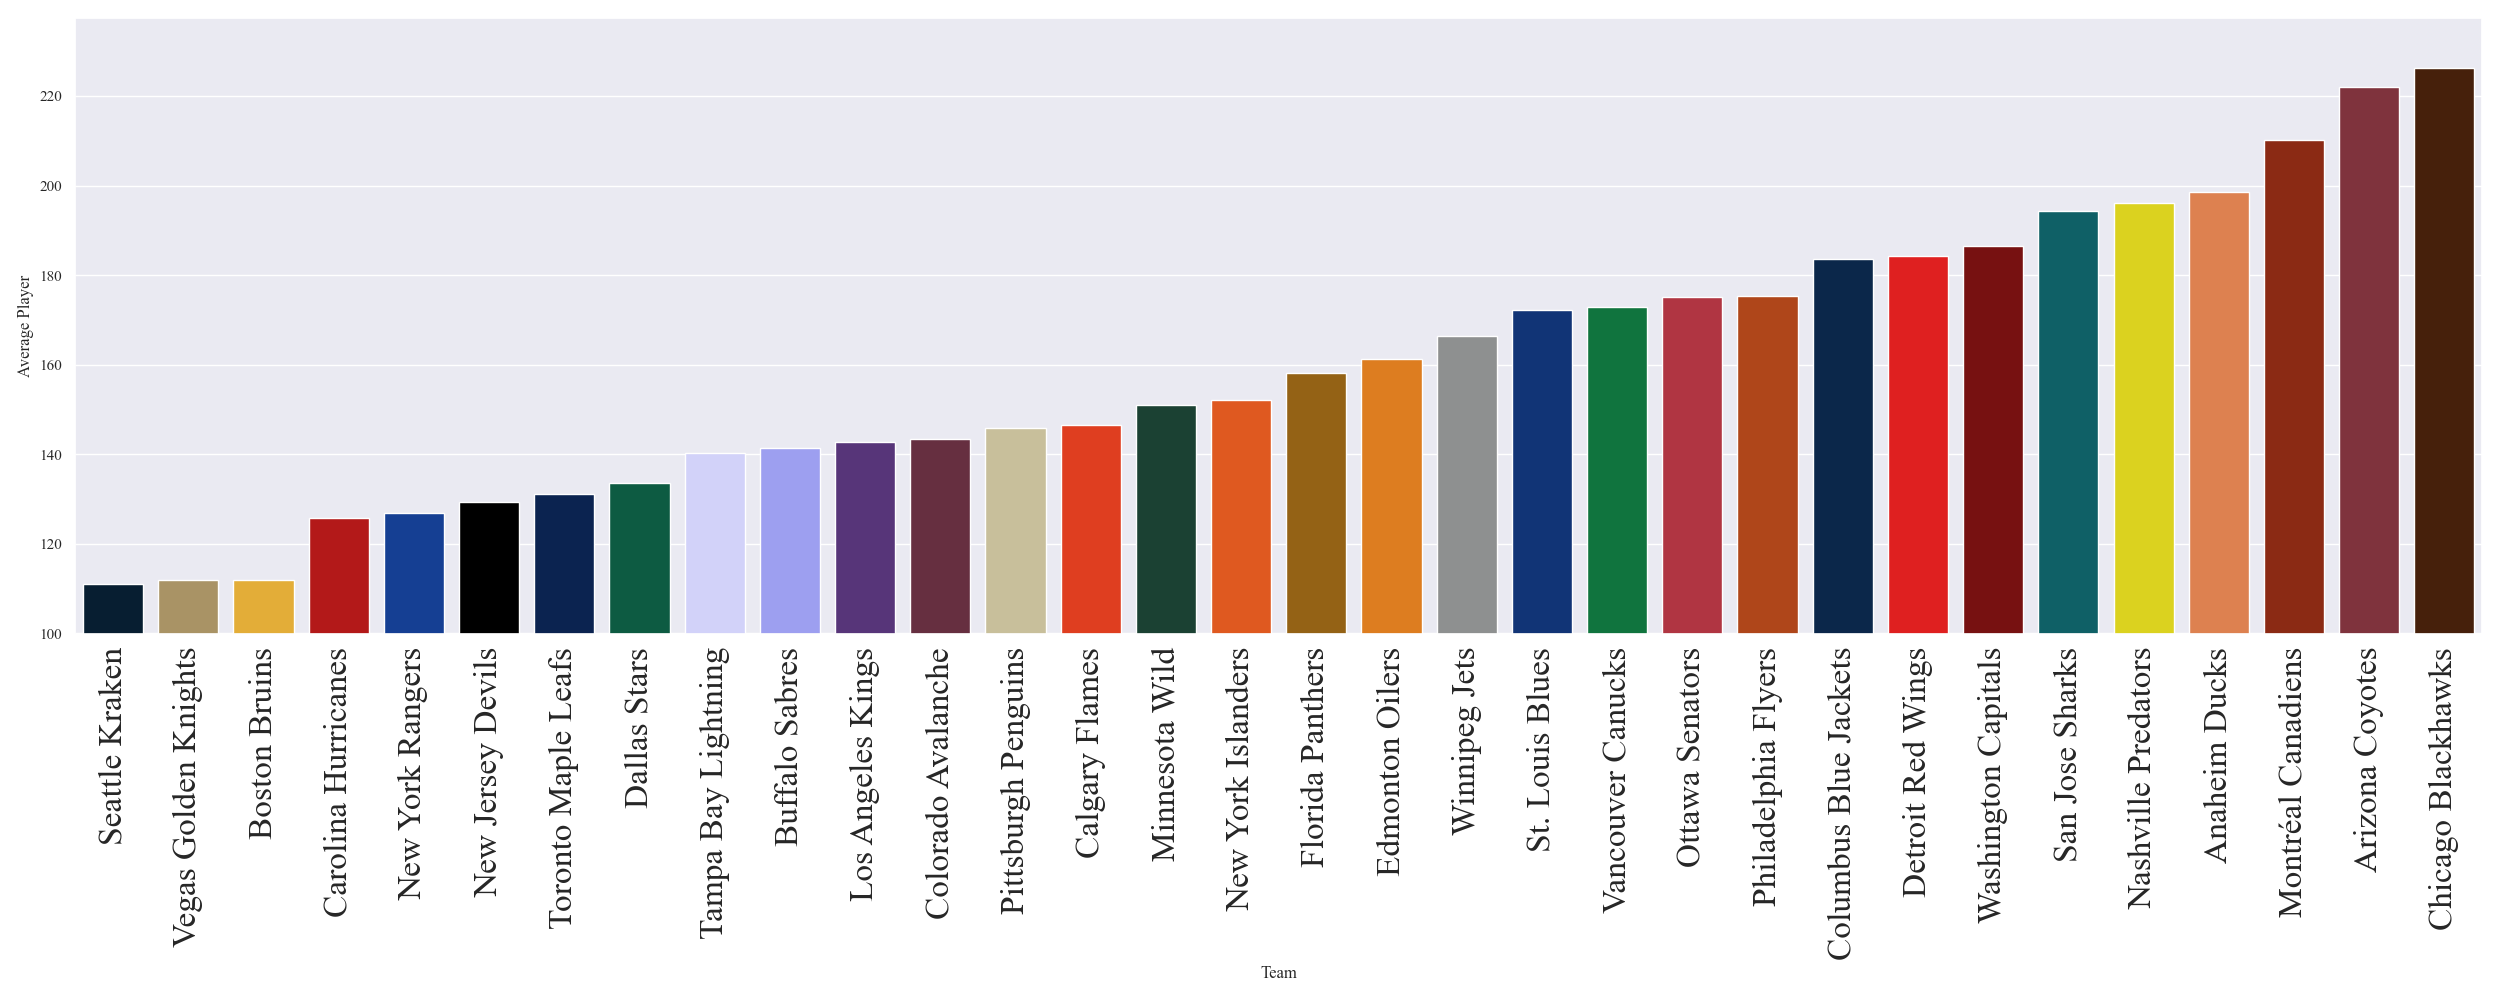 220
200
180
160
140
120
100
Average Player
Seattle Kraken
Vegas Golden Knights
Boston Bruins
Carolina Hurricanes
New York Rangers
New Jersey Devils
Toronto Maple Leafs
Dallas Stars
Tampa Bay Lightning
Buffalo Sabres
Los Angeles Kings
Colorado Avalanche
Pittsburgh Penguins
Calgary Flames
Minnesota Wild
New York Islanders
Florida Panthers
Edmonton Oilers
Winnipeg Jets
St. Louis Blues
Vancouver Canucks
Ottawa Senators
Philadelphia Flyers
Columbus Blue Jackets
Detroit Red Wings
Washington Capitals
San Jose Sharks
Nashville Predators
Anaheim Ducks
Montréal Canadiens
Arizona Coyotes
Chicago Blackhawks
Team